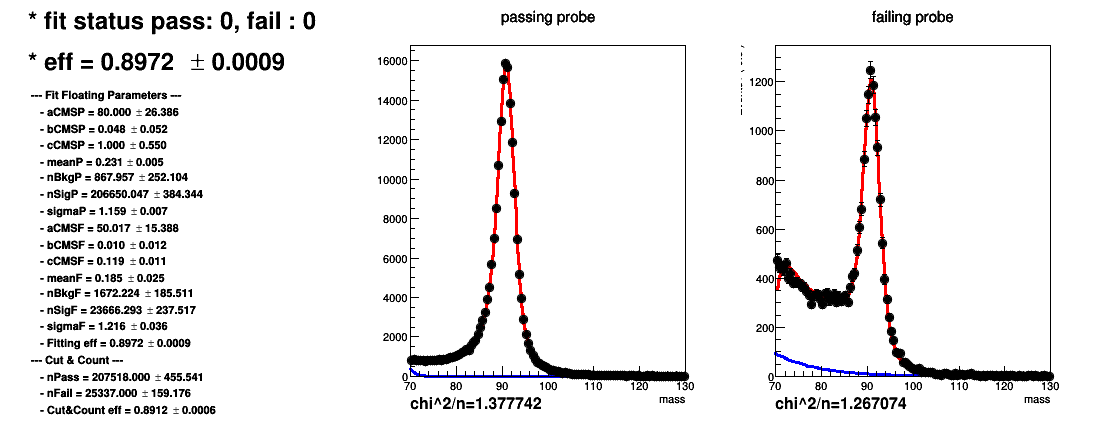 * fit status pass: 0, fail : 0
* eff = 0.8972 ± 0.0009
--- Fit Floating Parameters ---
- aCMSP = 80.000 ± 26.386
- bCMSP = 0.048 ± 0.052
- cCMSP = 1.000 ± 0.550
- meanP = 0.231 ± 0.005
- nBkgP = 867.957 ± 252.104
- nSigP = 206650.047 ± 384.344
- sigmaP = 1.159 ± 0.007
- aCMSF = 50.017 ± 15.388
- bCMSF = 0.010 ± 0.012
- cCMSF = 0.119 ± 0.011
- meanF = 0.185 ± 0.025
- nBkgF = 1672.224 ± 185.511
- nSigF = 23666.293 ± 237.517
- sigmaF = 1.216 ± 0.036
- Fitting eff = 0.8972 ± 0.0009
--- Cut & Count ---
- nPass = 207518.000 ± 455.541
- nFail = 25337.000 ± 159.176
- Cut&Count eff = 0.8912 ± 0.0006
passing probe
16000
14000
12000
10000
8000
6000
4000
2000
0
70 80 90 100 110 120 130
mass
chi^2/n=1.377742
failing probe
1200
1000
800
600
400
200
0
70 80 90 100 110 120 130
mass
chi^2/n=1.267074